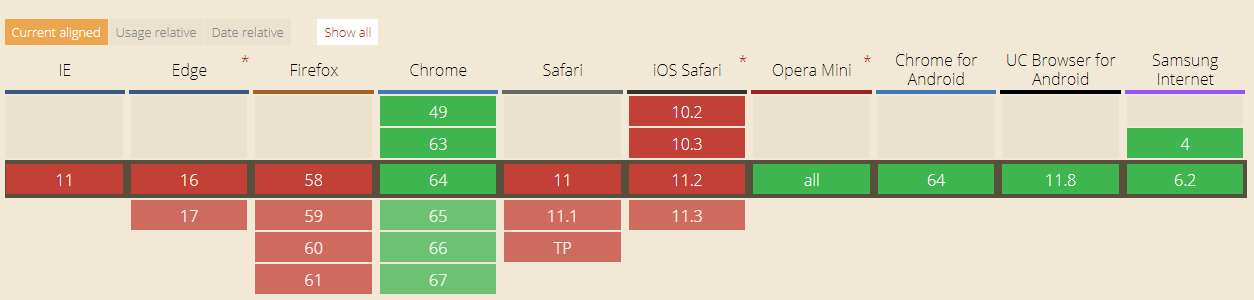 Current aligned Usage relative Date relative Show all
IE Edge * Firefox Chrome Safari iOS Safari * Opera Mini * Chrome for Android UC Browser for Android Samsung Internet
49 10.2
63 10.3 4
11 16 58 64 11 11.2 all 64 11.8 6.2
17 59 65 11.1 11.3
60 66 TP
61 67